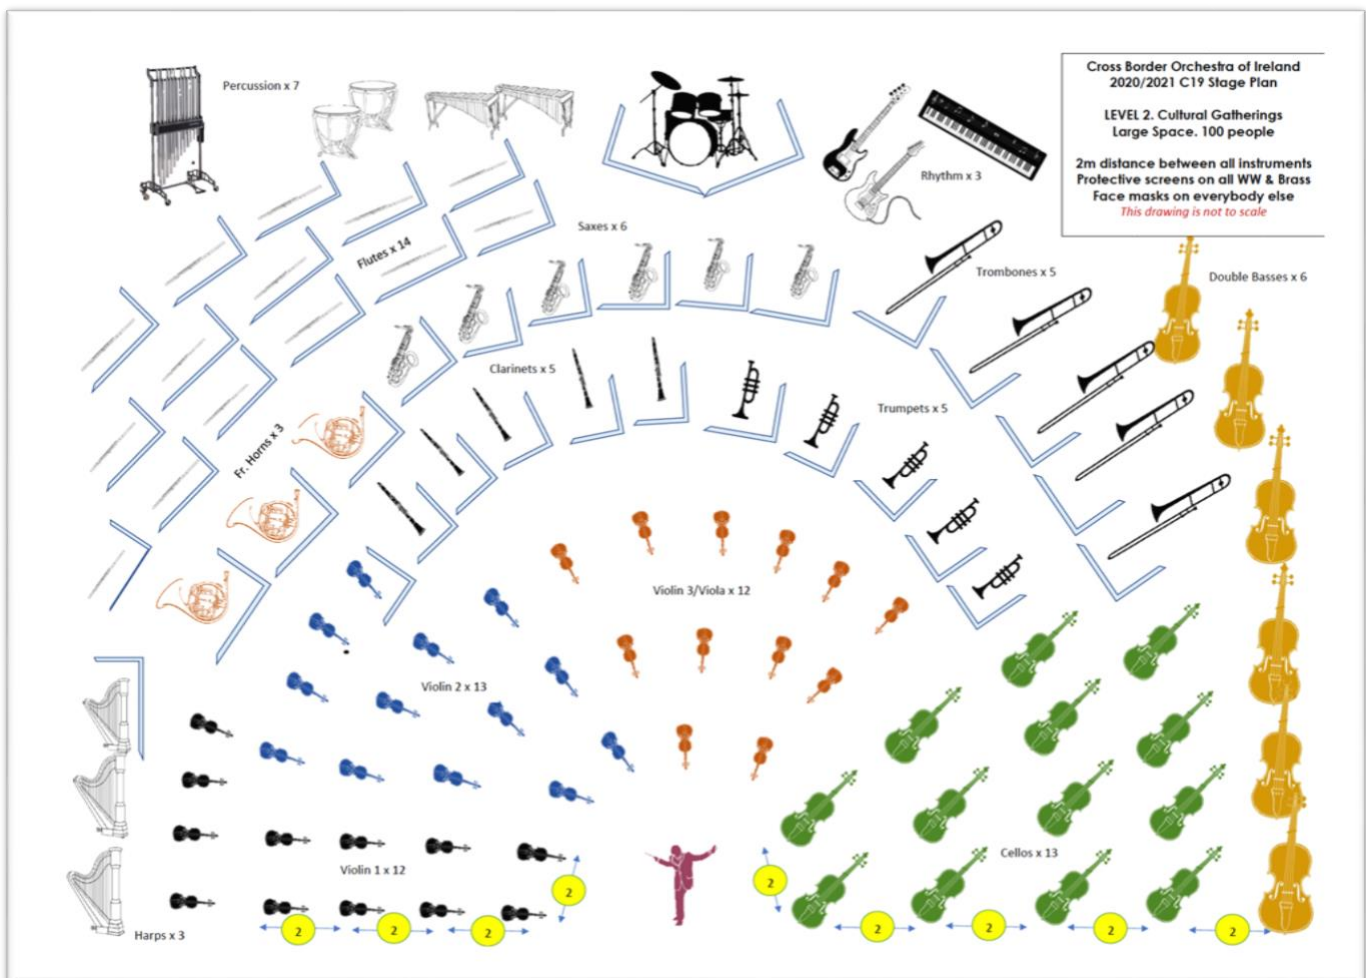 Cross Border Orchestra of Ireland
2020/2021 C19 Stage Plan
LEVEL 2. Cultural Gatherings
Large Space. 100 people
2m distance between all instruments
Protective screens on all WW & Brass
Face masks on everybody else
This drawing is not to scale
Percussion x 7
Rhythm x 3
Saxes x 6
Flutes x 14
Trombones x 5
Double Basses x 6
Clarinets x 5
Trumpets x 5
Fr. Horns x 3
Violin 3/Viola x 12
Violin 2 x 13
Cellos x 13
Violin 1 x 12
2
2
Harps x 3
2
2
2
2
2
2
2